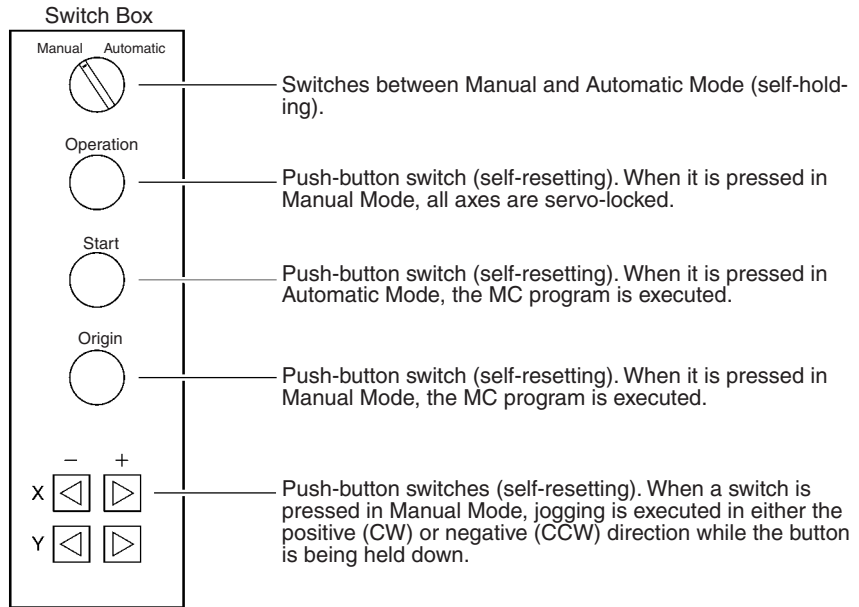 Switch Box
Manual Automatic
Switches between Manual and Automatic Mode (self-hold-
ing).
Operation
Push-button switch (self-resetting). When it is pressed in
Manual Mode, all axes are servo-locked.
Start
Push-button switch (self-resetting). When it is pressed in
Automatic Mode, the MC program is executed.
Origin
Push-button switch (self-resetting). When it is pressed in
Manual Mode, the MC program is executed.
– +
X
Push-button switches (self-resetting). When a switch is
pressed in Manual Mode, jogging is executed in either the
positive (CW) or negative (CCW) direction while the button
is being held down.
Y